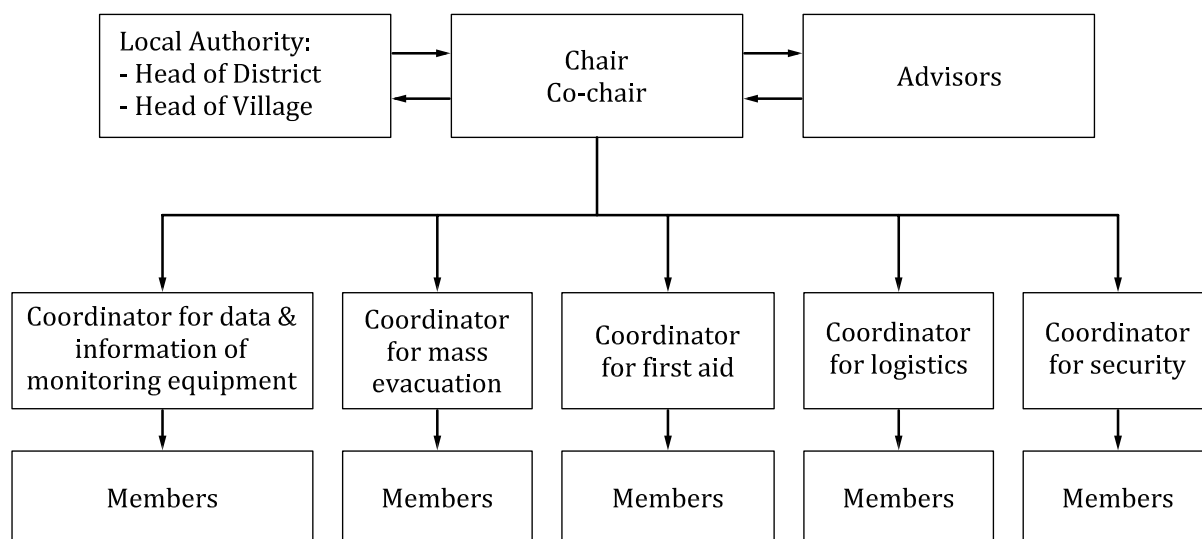 Local Authority:
- Head of District
- Head of Village
Chair
Co-chair
Advisors
Coordinator for data &
information of
monitoring equipment
Coordinator
for mass
evacuation
Coordinator
for first aid
Coordinator
for logistics
Coordinator
for security
Members
Members
Members
Members
Members